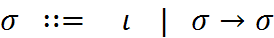 σ ::= ι | σ → σ